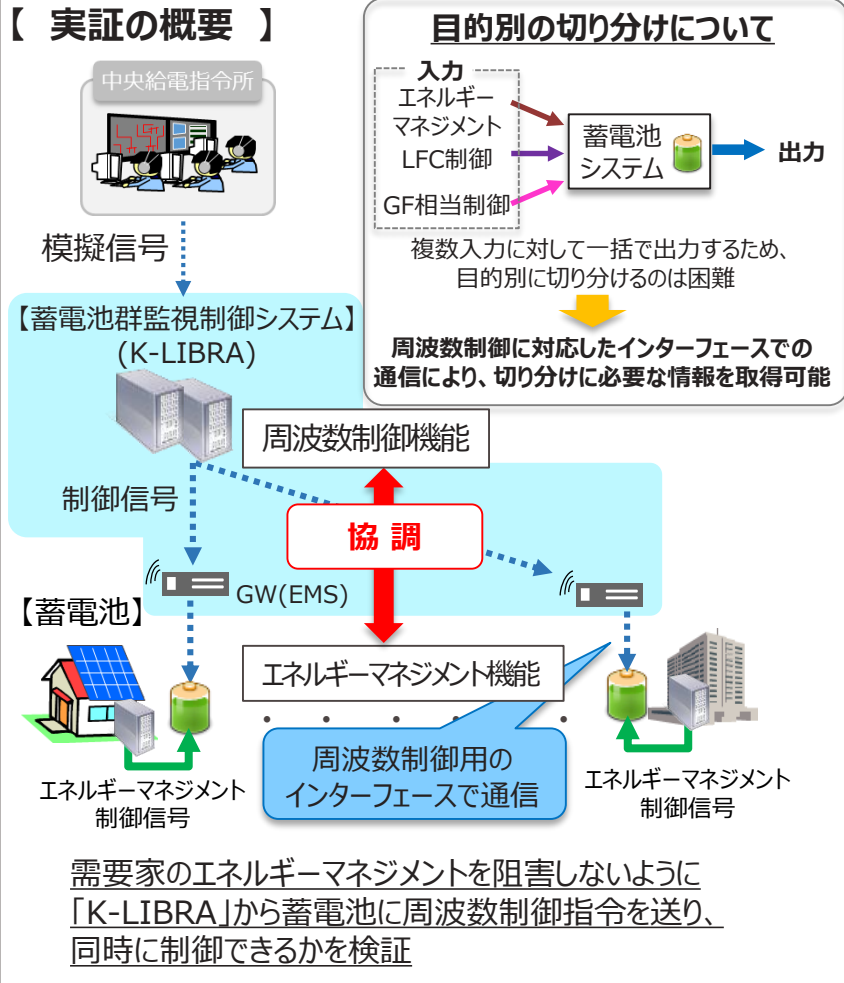 【 実証の概要 】
中央給電指令所
模擬信号
【蓄電池群監視制御システム】
(K-LIBRA)
周波数制御機能
制御信号
協 調
GW(EMS)
【蓄電池】
エネルギーマネジメント機能
・ ・ ・ ・ ・ ・
周波数制御用の
インターフェースで通信
エネルギーマネジメント
制御信号
エネルギーマネジメント
制御信号
目的別の切り分けについて
入力
エネルギー
マネジメント
LFC制御
GF相当制御
蓄電池
システム
出力
複数入力に対して一括で出力するため、
目的別に切り分けるのは困難
周波数制御に対応したインターフェースでの
通信により、切り分けに必要な情報を取得可能
需要家のエネルギーマネジメントを阻害しないように
「K-LIBRA」から蓄電池に周波数制御指令を送り、
同時に制御できるかを検証